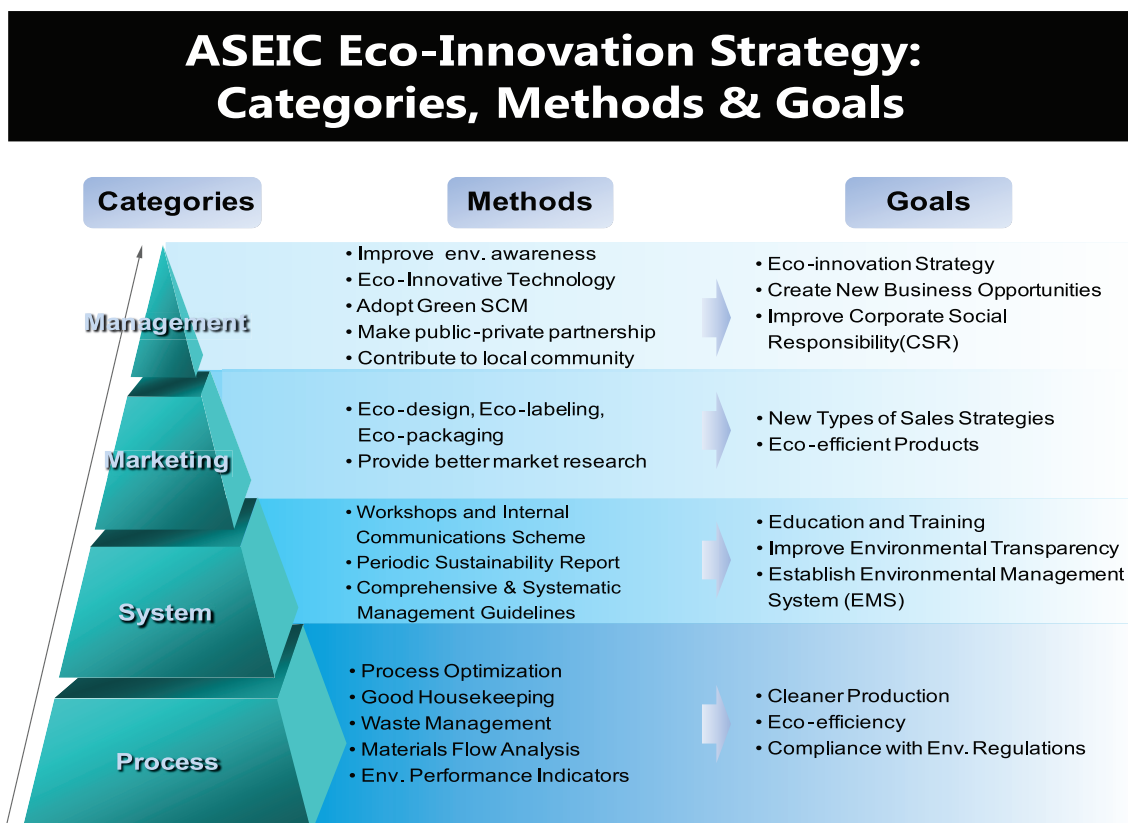 ASEIC Eco-Innovation Strategy:
Categories, Methods & Goals
Categories
Methods
Goals
Management
• Improve env. awareness
• Eco-Innovative Technology
• Adopt Green SCM
• Make public-private partnership
• Contribute to local community
• Eco-innovation Strategy
• Create New Business Opportunities
• Improve Corporate Social
Responsibility(CSR)
Marketing
• Eco-design, Eco-labeling,
Eco-packaging
• Provide better market research
• New Types of Sales Strategies
• Eco-efficient Products
System
• Workshops and Internal
Communications Scheme
• Periodic Sustainability Report
• Comprehensive & Systematic
Management Guidelines
• Education and Training
• Improve Environmental Transparency
• Establish Environmental Management
System (EMS)
Process
• Process Optimization
• Good Housekeeping
• Waste Management
• Materials Flow Analysis
• Env. Performance Indicators
• Cleaner Production
• Eco-efficiency
• Compliance with Env. Regulations